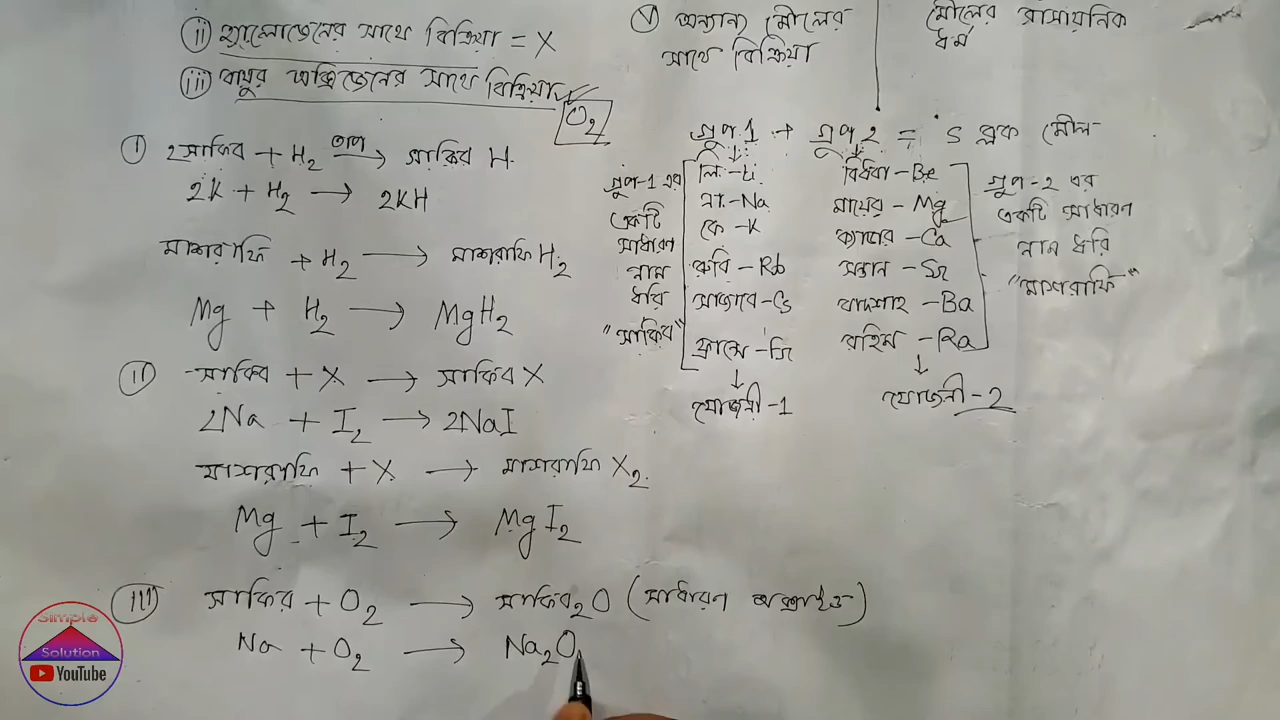 ii হ্যালোজেনের সাথে বিক্রিয়া = X
iii বায়ুর অক্সিজেনের সাথে বিক্রিয়া
O₂
V অন্যান্য মৌলের
সাথে বিক্রিয়া
মৌলের রাসায়নিক
ধর্ম
i 2সাকিব + H₂ তাপ→ সাকিব H
2K + H₂ → 2KH
মাশরাফি + H₂ → মাশরাফি H₂
Mg + H₂ → MgH₂
ii সাকিব + X → সাকিব X
2Na + I₂ → 2NaI
মাশরাফি + X → মাশরাফি X₂
Mg + I₂ → MgI₂
iii সাকিব + O₂ → সাকিব₂O (সাধারণ অক্সাইড)
Na + O₂ → Na₂O
গ্রুপ 1 + গ্রুপ 2 = S ব্লক মৌল
গ্রুপ-1 এর
একটি
সাধারণ
নাম
ধরি
"সাকিব"
লি - Li
না - Na
কে - K
রুবি - Rb
সাজাবে - Cs
ফ্রান্সে - Fr
↓
যোজনী - 1
বিধবা - Be
মায়ের - Mg
ক্যাডার - Ca
সন্তান - Sr
বাদশাহ - Ba
রহিম - Ra
↓
যোজনী - 2
গ্রুপ-2 এর
একটি সাধারণ
নাম ধরি
"মাশরাফি"
Simple
Solution
YouTube